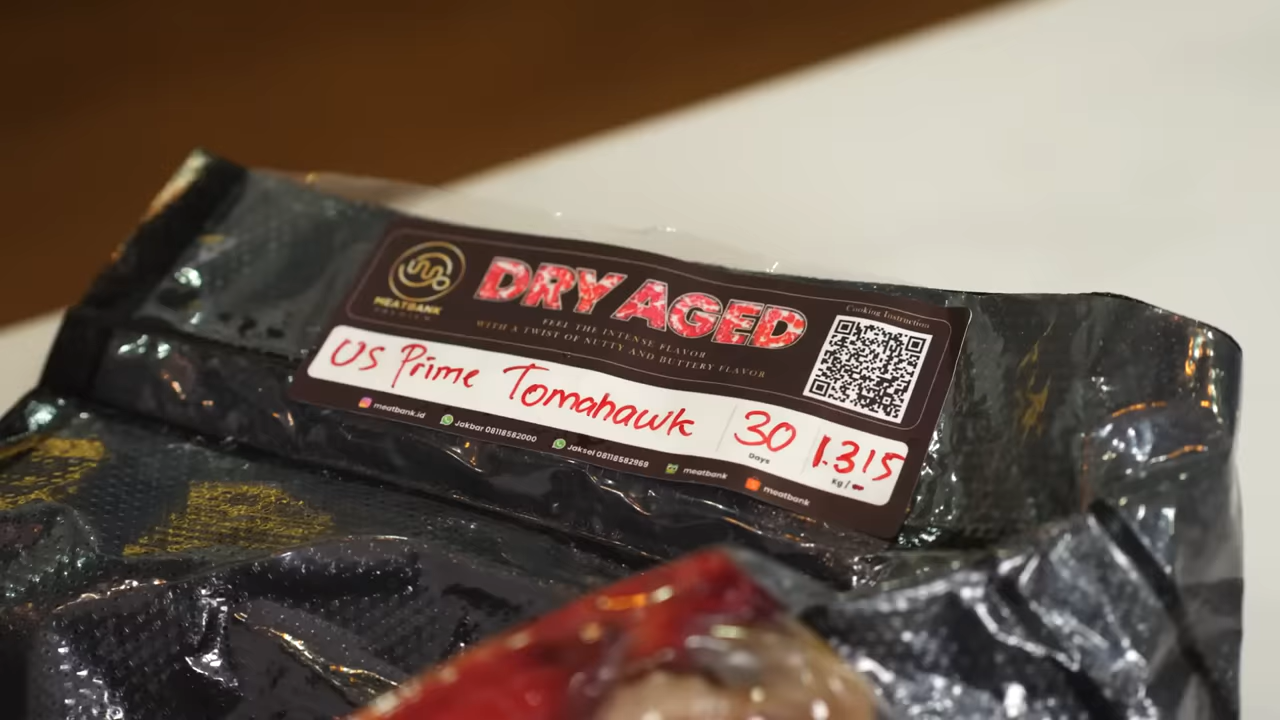 MEATBANK
PREMIUM
DRY AGED
FEEL THE INTENSE FLAVOR
WITH A TWIST OF NUTTY AND BUTTERY FLAVOR
Cooking Instruction
US Prime Tomahawk
30
Days
1.315
Kg /
meatbank.id
Jakbar 08118582000
Jaksel 08118582969
meatbank
meatbank